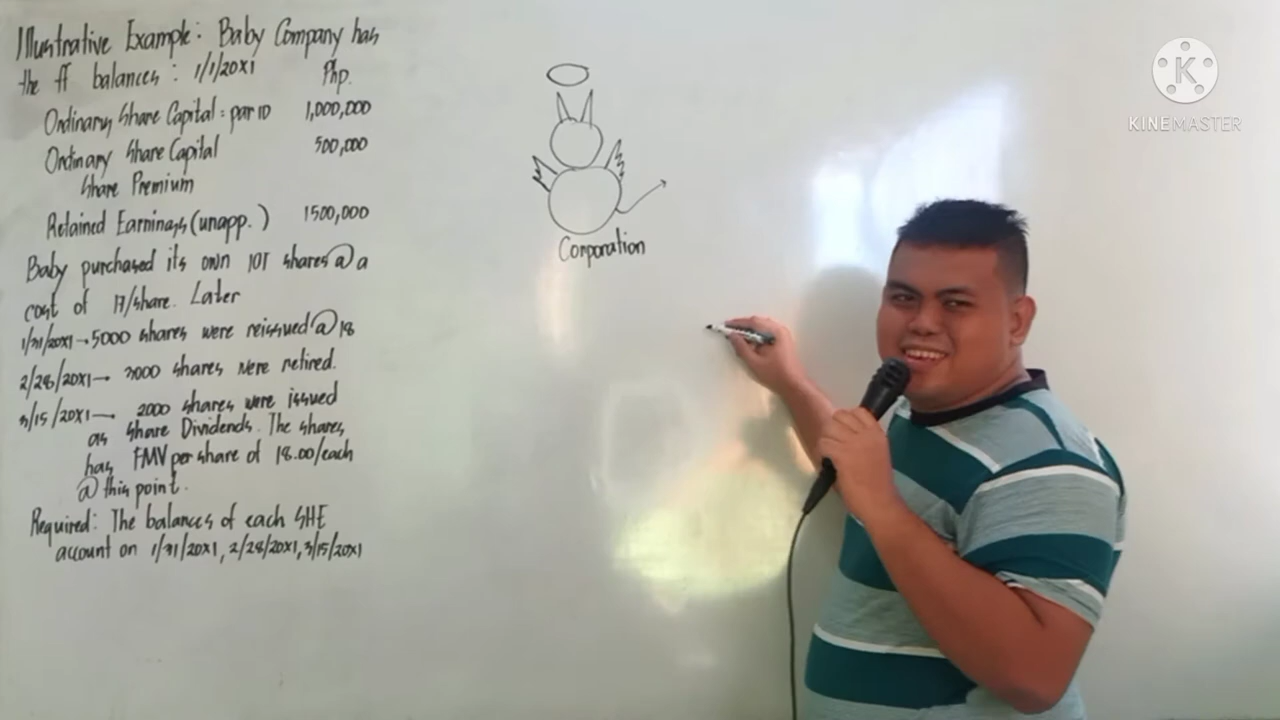 Illustrative Example: Baby Company has
the ff balances: 1/1/20x1 Php.
Ordinary Share Capital: par 10 1,000,000
Ordinary Share Capital 500,000
Share Premium
Retained Earnings (unapp.) 1500,000
Baby purchased its own 10T shares @ a
cost of 17/share. Later
1/31/20x1 → 5000 shares were reissued @ 18
2/28/20x1 → 3000 shares were retired.
3/15/20x1 → 2000 shares were issued
as Share Dividends. The shares
has FMV per share of 18.00/each
@ this point.
Required: The balances of each SHE
account on 1/31/20x1, 2/28/20x1, 3/15/20x1
Corporation
K
KINEMASTER